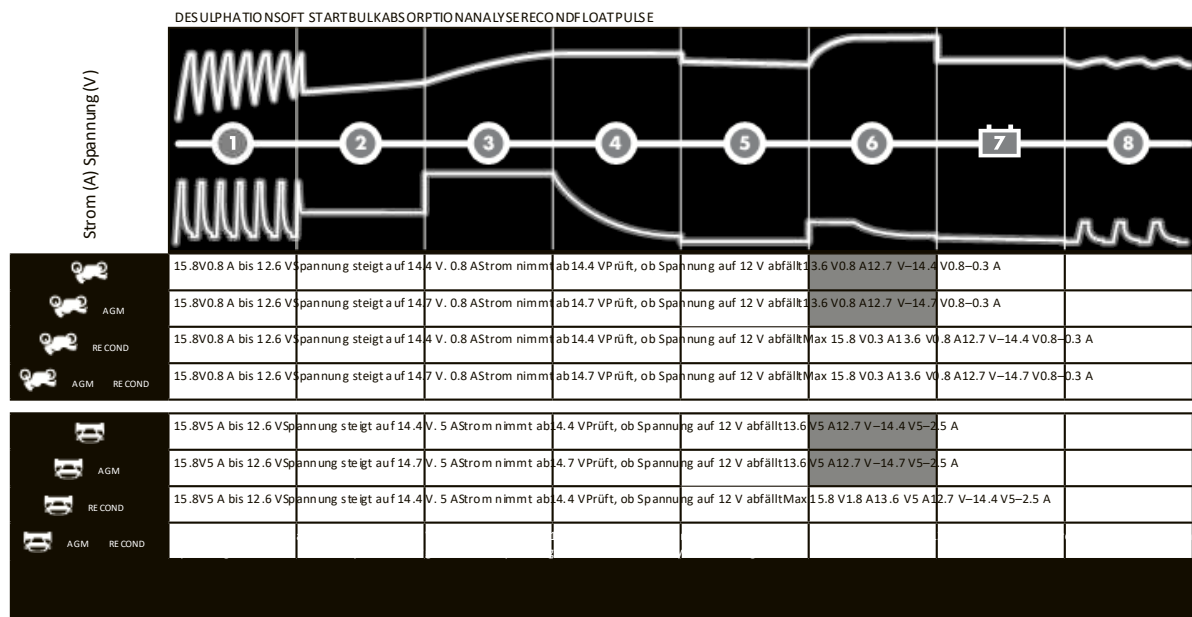 DESULPHATIONSOFT STARTBULKABSORPTIONANALYSERECONDFLOATPULSE
Strom (A) Spannung (V)
1 2 3 4 5 6 7 8
15.8V0.8 A bis 12.6 VSpannung steigt auf 14.4 V. 0.8 AStrom nimmt ab14.4 VPrüft, ob Spannung auf 12 V abfällt13.6 V0.8 A12.7 V–14.4 V0.8–0.3 A
AGM 15.8V0.8 A bis 12.6 VSpannung steigt auf 14.7 V. 0.8 AStrom nimmt ab14.7 VPrüft, ob Spannung auf 12 V abfällt13.6 V0.8 A12.7 V–14.7 V0.8–0.3 A
RECOND 15.8V0.8 A bis 12.6 VSpannung steigt auf 14.4 V. 0.8 AStrom nimmt ab14.4 VPrüft, ob Spannung auf 12 V abfälltMax 15.8 V0.3 A13.6 V0.8 A12.7 V–14.4 V0.8–0.3 A
AGM RECOND 15.8V0.8 A bis 12.6 VSpannung steigt auf 14.7 V. 0.8 AStrom nimmt ab14.7 VPrüft, ob Spannung auf 12 V abfälltMax 15.8 V0.3 A13.6 V0.8 A12.7 V–14.7 V0.8–0.3 A
15.8V5 A bis 12.6 VSpannung steigt auf 14.4 V. 5 AStrom nimmt ab14.4 VPrüft, ob Spannung auf 12 V abfällt13.6 V5 A12.7 V–14.4 V5–2.5 A
AGM 15.8V5 A bis 12.6 VSpannung steigt auf 14.7 V. 5 AStrom nimmt ab14.7 VPrüft, ob Spannung auf 12 V abfällt13.6 V5 A12.7 V–14.7 V5–2.5 A
RECOND 15.8V5 A bis 12.6 VSpannung steigt auf 14.4 V. 5 AStrom nimmt ab14.4 VPrüft, ob Spannung auf 12 V abfälltMax 15.8 V1.8 A13.6 V5 A12.7 V–14.4 V5–2.5 A
AGM RECOND